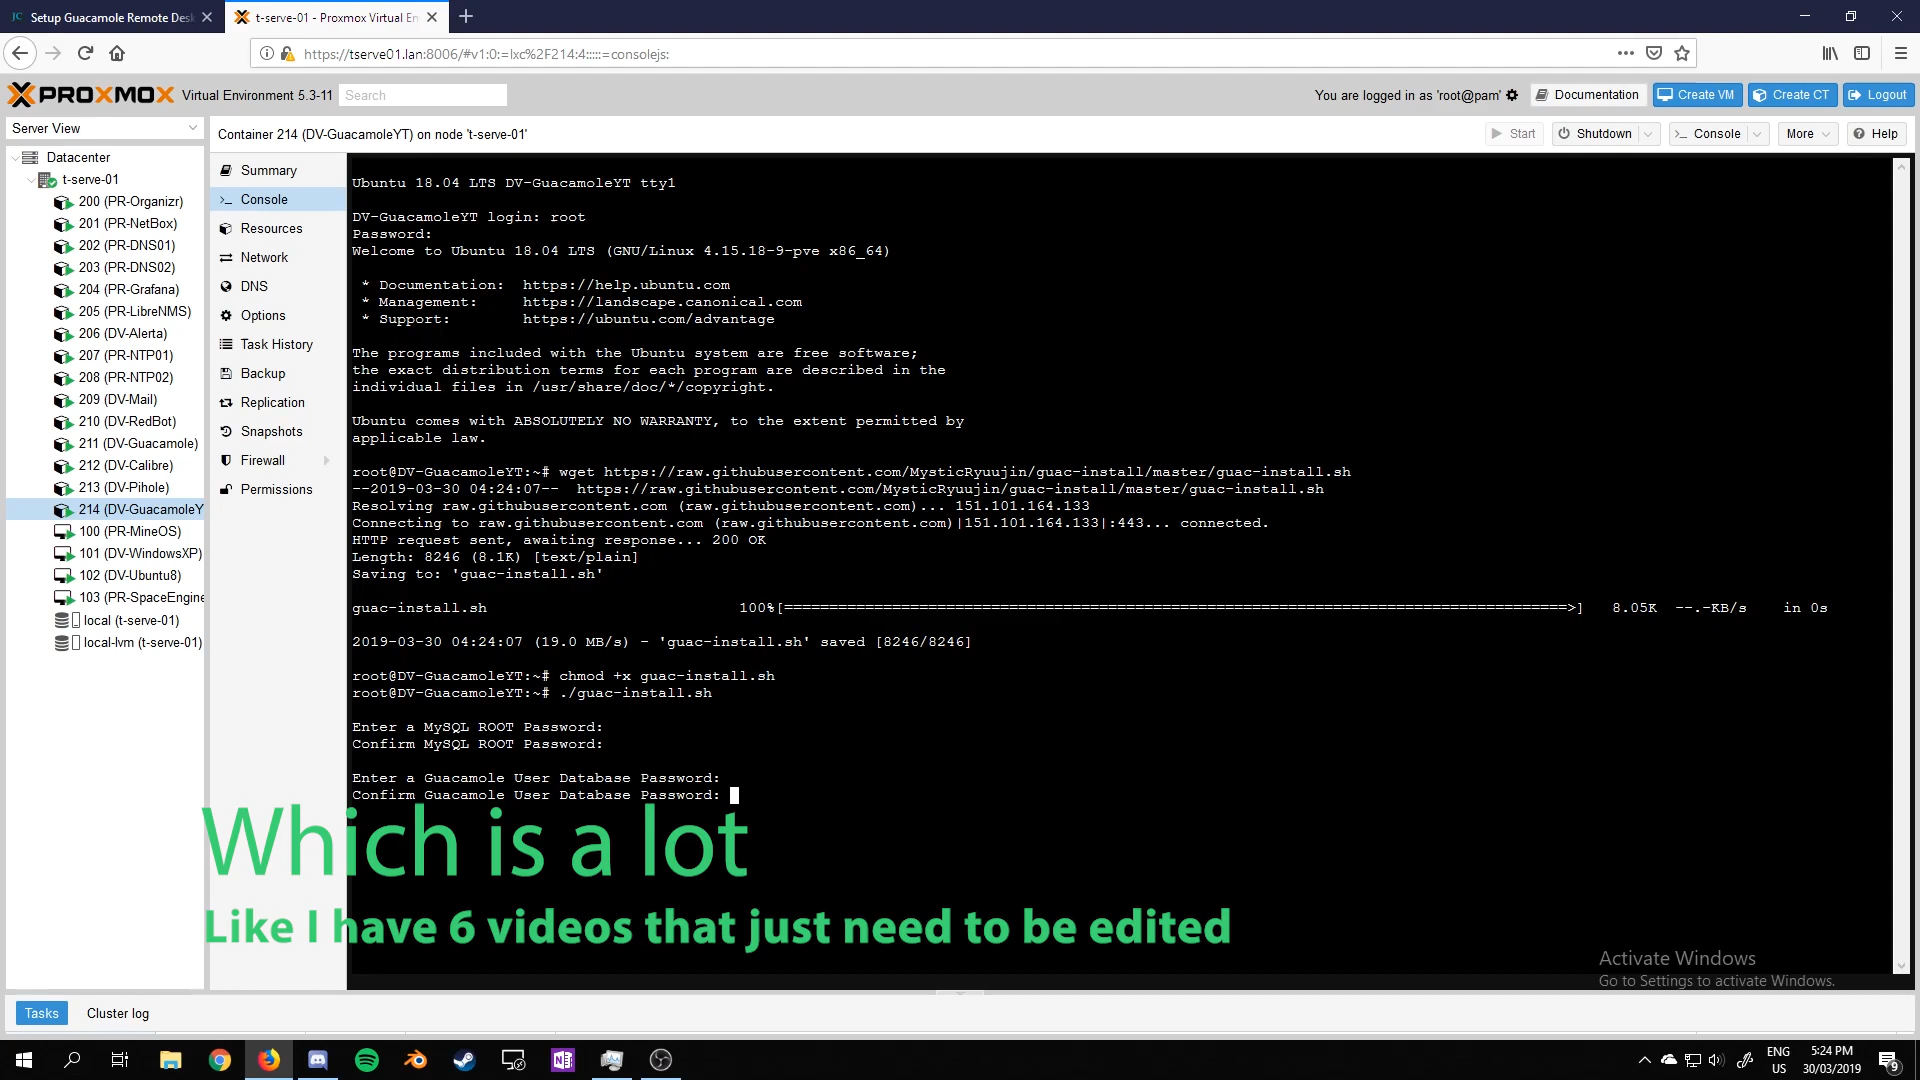 Setup Guacamole Remote Des
t-serve-01 - Proxmox Virtual En
https://tserve01.lan:8006/#v1:0:=lxc%2F214:4:::::=consolejs:
PROXMOX Virtual Environment 5.3-11 Search
You are logged in as 'root@pam' Documentation Create VM Create CT Logout
Server View
Container 214 (DV-GuacamoleYT) on node 't-serve-01'
Start Shutdown Console More Help
Datacenter
t-serve-01
200 (PR-Organizr)
201 (PR-NetBox)
202 (PR-DNS01)
203 (PR-DNS02)
204 (PR-Grafana)
205 (PR-LibreNMS)
206 (DV-Alerta)
207 (PR-NTP01)
208 (PR-NTP02)
209 (DV-Mail)
210 (DV-RedBot)
211 (DV-Guacamole)
212 (DV-Calibre)
213 (DV-Pihole)
214 (DV-GuacamoleY
100 (PR-MineOS)
101 (DV-WindowsXP)
102 (DV-Ubuntu8)
103 (PR-SpaceEngine
local (t-serve-01)
local-lvm (t-serve-01)
Summary
Console
Resources
Network
DNS
Options
Task History
Backup
Replication
Snapshots
Firewall
Permissions
Ubuntu 18.04 LTS DV-GuacamoleYT tty1
DV-GuacamoleYT login: root
Password:
Welcome to Ubuntu 18.04 LTS (GNU/Linux 4.15.18-9-pve x86_64)
* Documentation:  https://help.ubuntu.com
* Management:     https://landscape.canonical.com
* Support:        https://ubuntu.com/advantage
The programs included with the Ubuntu system are free software;
the exact distribution terms for each program are described in the
individual files in /usr/share/doc/*/copyright.
Ubuntu comes with ABSOLUTELY NO WARRANTY, to the extent permitted by
applicable law.
root@DV-GuacamoleYT:~# wget https://raw.githubusercontent.com/MysticRyuujin/guac-install/master/guac-install.sh
--2019-03-30 04:24:07--  https://raw.githubusercontent.com/MysticRyuujin/guac-install/master/guac-install.sh
Resolving raw.githubusercontent.com (raw.githubusercontent.com)... 151.101.164.133
Connecting to raw.githubusercontent.com (raw.githubusercontent.com)|151.101.164.133|:443... connected.
HTTP request sent, awaiting response... 200 OK
Length: 8246 (8.1K) [text/plain]
Saving to: 'guac-install.sh'
guac-install.sh 100%[=======================================================================================>] 8.05K --.-KB/s in 0s
2019-03-30 04:24:07 (19.0 MB/s) - 'guac-install.sh' saved [8246/8246]
root@DV-GuacamoleYT:~# chmod +x guac-install.sh
root@DV-GuacamoleYT:~# ./guac-install.sh
Enter a MySQL ROOT Password:
Confirm MySQL ROOT Password:
Enter a Guacamole User Database Password:
Confirm Guacamole User Database Password:
Which is a lot
Like I have 6 videos that just need to be edited
Activate Windows
Go to Settings to activate Windows.
Tasks Cluster log
ENG
US
5:24 PM
30/03/2019
9